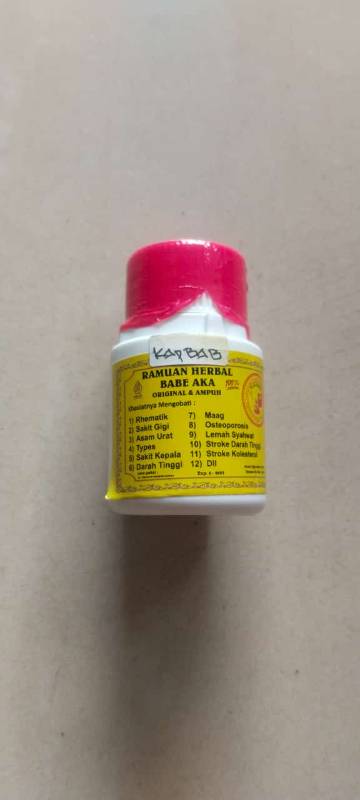 KAPBAB
RAMUAN HERBAL
BABE AKA
ORIGINAL & AMPUH
Khasiatnya Mengobati :
1) Rhematik
2) Sakit Gigi
3) Asam Urat
4) Types
5) Sakit Kepala
6) Darah Tinggi
7) Maag
8) Osteoporosis
9) Lemah Syahwat
10) Stroke Darah Tinggi
11) Stroke Kolesterol
12) Dll